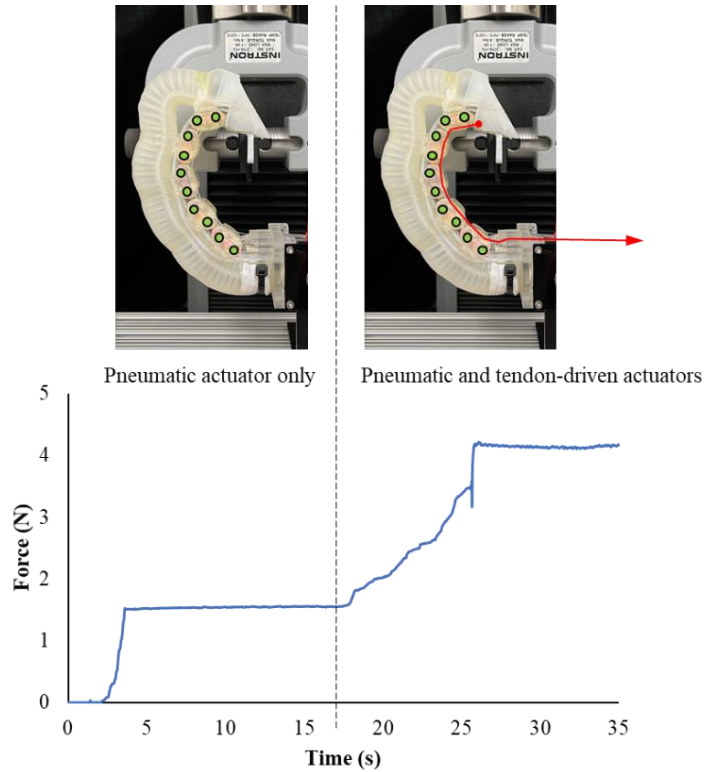 INSTRON
INSTRON
Pneumatic actuator only
Pneumatic and tendon-driven actuators
Force (N)
5
4
3
2
1
0
0
5
10
15
20
25
30
35
Time (s)